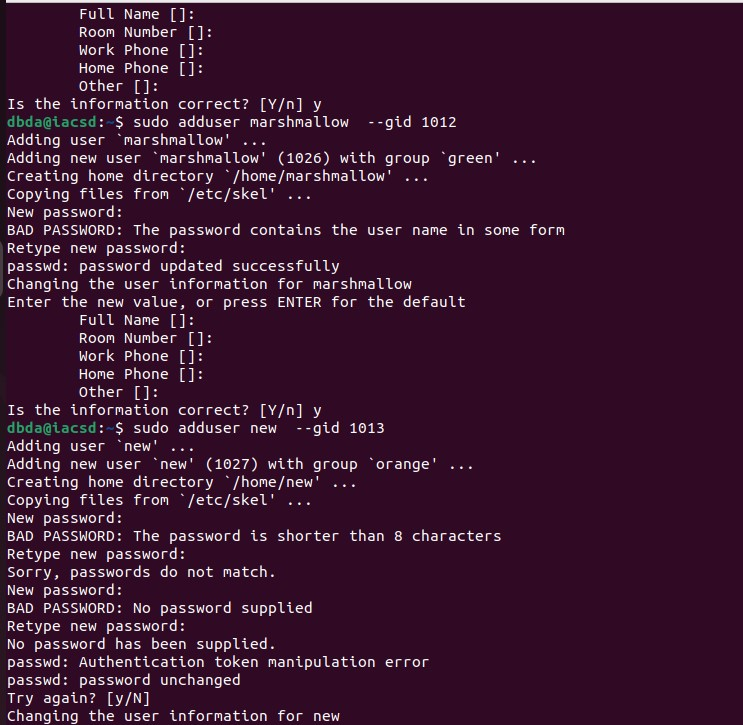 Full Name []:
Room Number []:
Work Phone []:
Home Phone []:
Other []:
Is the information correct? [Y/n] y
dbda@iacsd:~$ sudo adduser marshmallow  --gid 1012
Adding user `marshmallow' ...
Adding new user `marshmallow' (1026) with group `green' ...
Creating home directory `/home/marshmallow' ...
Copying files from `/etc/skel' ...
New password:
BAD PASSWORD: The password contains the user name in some form
Retype new password:
passwd: password updated successfully
Changing the user information for marshmallow
Enter the new value, or press ENTER for the default
Full Name []:
Room Number []:
Work Phone []:
Home Phone []:
Other []:
Is the information correct? [Y/n] y
dbda@iacsd:~$ sudo adduser new  --gid 1013
Adding user `new' ...
Adding new user `new' (1027) with group `orange' ...
Creating home directory `/home/new' ...
Copying files from `/etc/skel' ...
New password:
BAD PASSWORD: The password is shorter than 8 characters
Retype new password:
Sorry, passwords do not match.
New password:
BAD PASSWORD: No password supplied
Retype new password:
No password has been supplied.
passwd: Authentication token manipulation error
passwd: password unchanged
Try again? [y/N]
Changing the user information for new